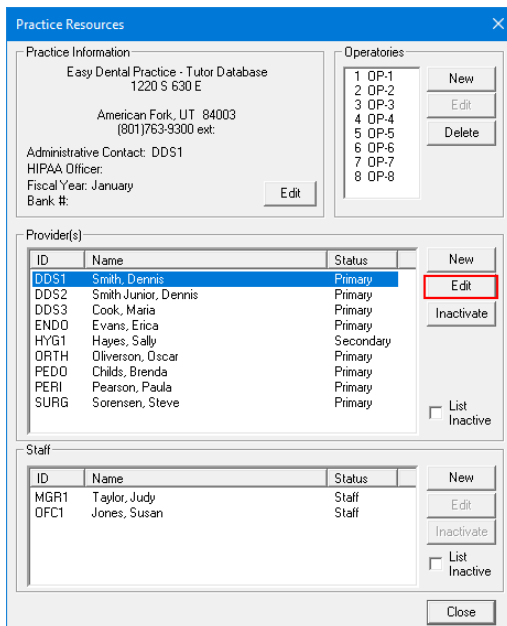 Practice Resources
Practice Information
Easy Dental Practice - Tutor Database
1220 S 630 E
American Fork, UT 84003
(801)763-9300 ext:
Administrative Contact: DDS1
HIPAA Officer:
Fiscal Year: January
Bank #:
Edit
Operatories
1 OP-1
2 OP-2
3 OP-3
4 OP-4
5 OP-5
6 OP-6
7 OP-7
8 OP-8
New
Edit
Delete
Provider(s)
ID Name Status
DDS1 Smith, Dennis Primary
DDS2 Smith Junior, Dennis Primary
DDS3 Cook, Maria Primary
ENDO Evans, Erica Primary
HYG1 Hayes, Sally Secondary
ORTH Oliverson, Oscar Primary
PEDO Childs, Brenda Primary
PERI Pearson, Paula Primary
SURG Sorensen, Steve Primary
New
Edit
Inactivate
List
Inactive
Staff
ID Name Status
MGR1 Taylor, Judy Staff
OFC1 Jones, Susan Staff
New
Edit
Inactivate
List
Inactive
Close